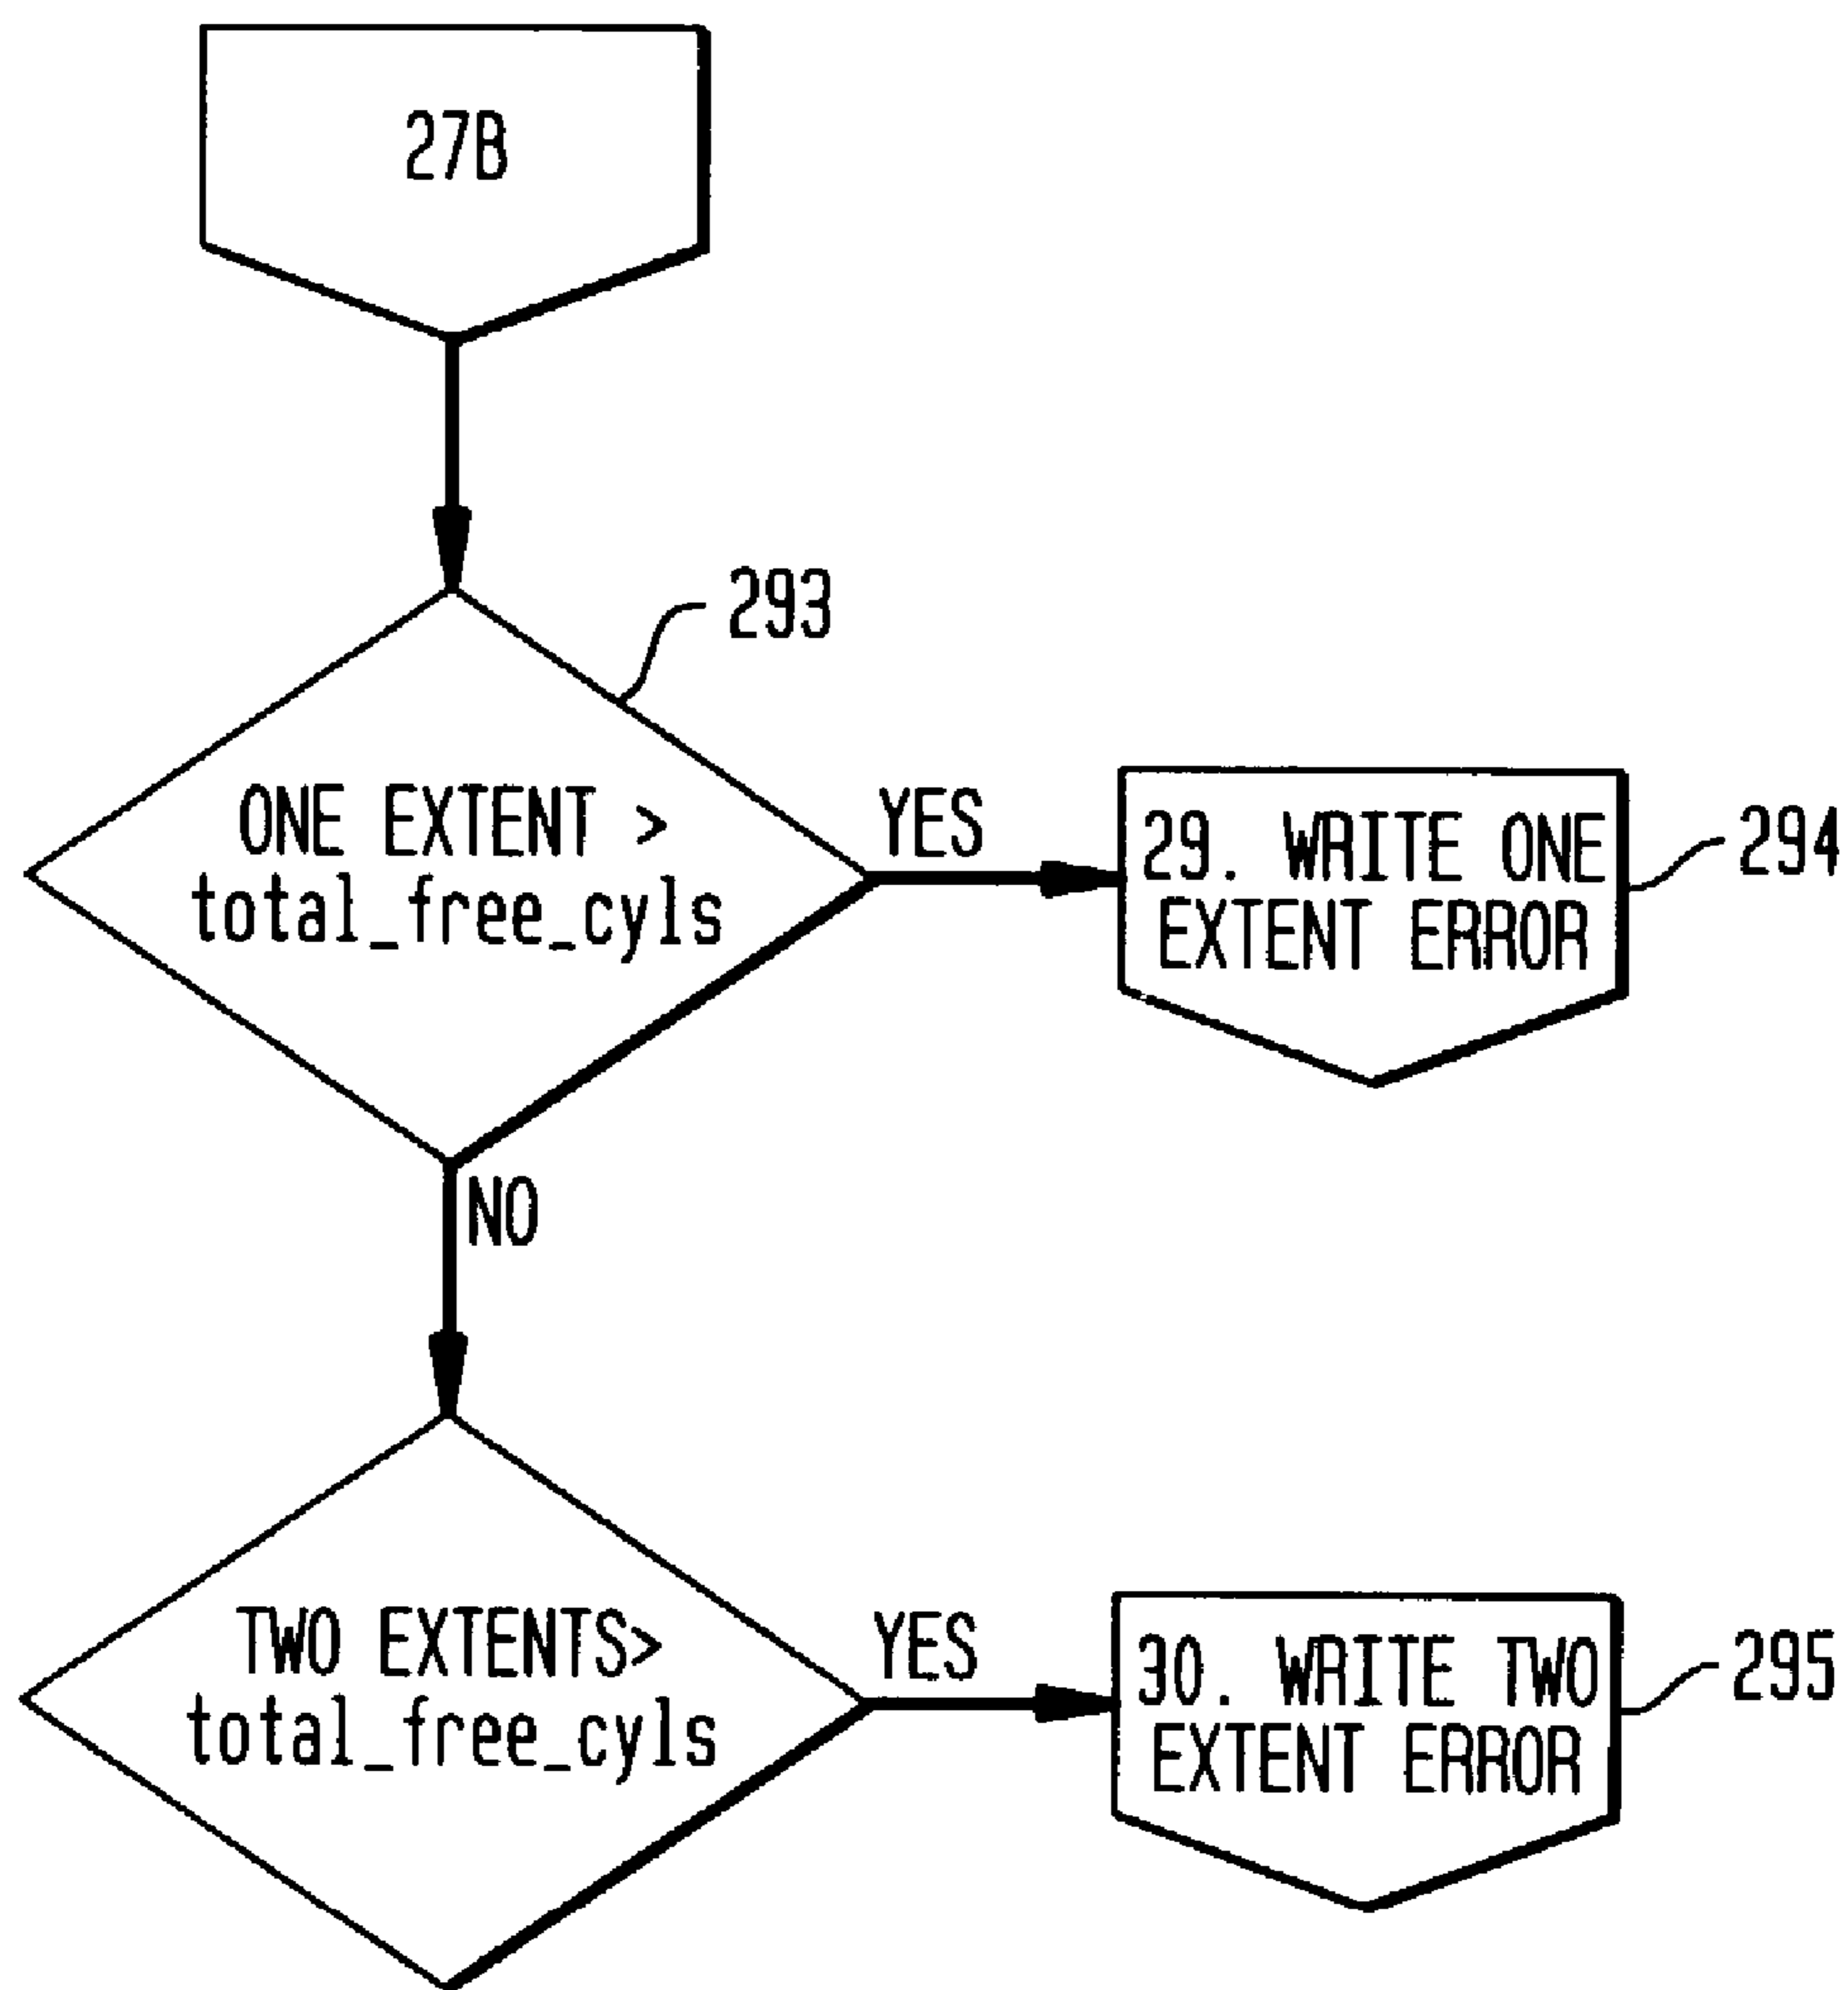 27B
293
ONE EXTENT >
total_free_cyls
YES
29. WRITE ONE
EXTENT ERROR
294
NO
TWO EXTENTS>
total_free_cyls
YES
30. WRITE TWO
EXTENT ERROR
295